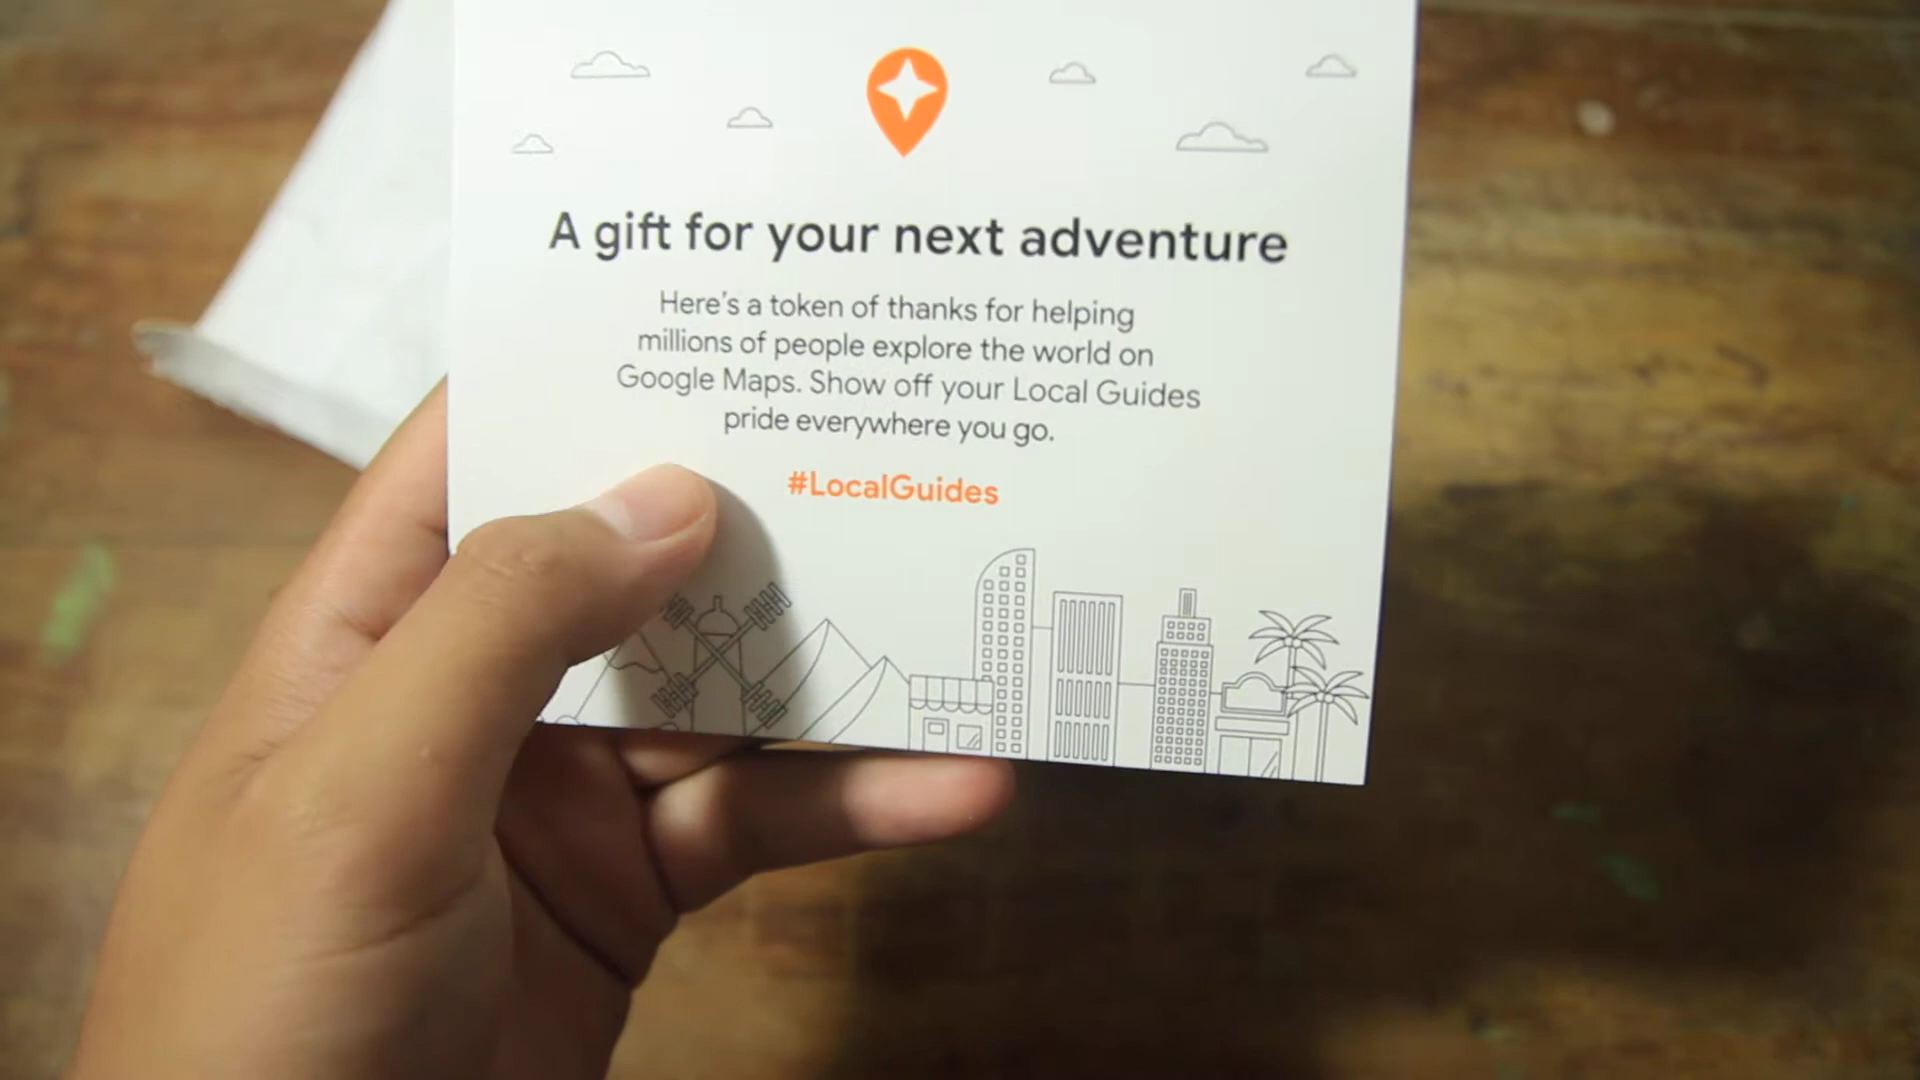 A gift for your next adventure
Here's a token of thanks for helping
millions of people explore the world on
Google Maps. Show off your Local Guides
pride everywhere you go.
#LocalGuides